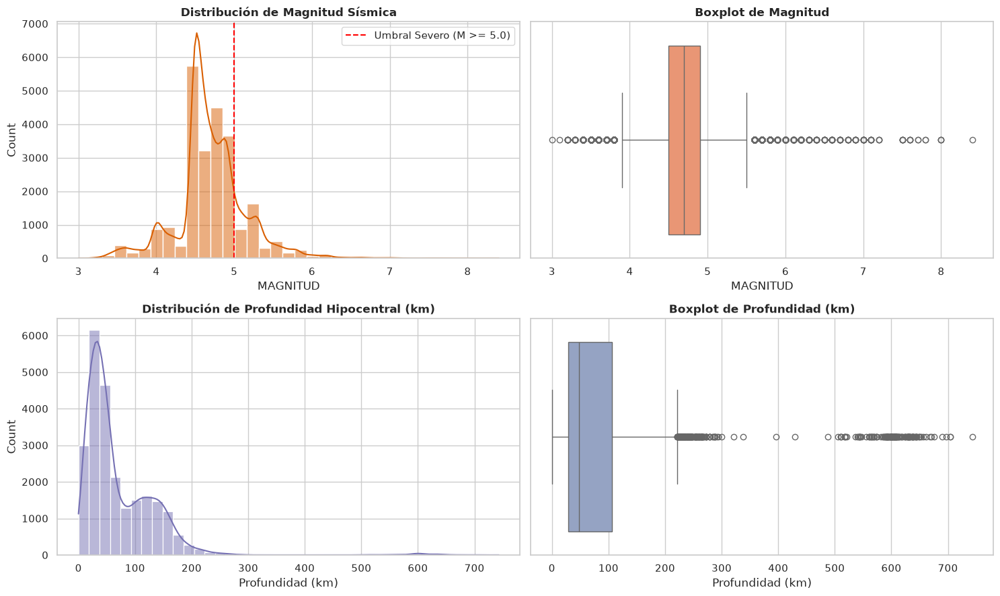 Distribución de Magnitud Sísmica
7000
6000
5000
4000
3000
2000
1000
0
Count
Umbral Severo (M >= 5.0)
3 4 5 6 7 8
MAGNITUD
Boxplot de Magnitud
3 4 5 6 7 8
MAGNITUD
Distribución de Profundidad Hipocentral (km)
6000
5000
4000
3000
2000
1000
0
Count
0 100 200 300 400 500 600 700
Profundidad (km)
Boxplot de Profundidad (km)
0 100 200 300 400 500 600 700
Profundidad (km)